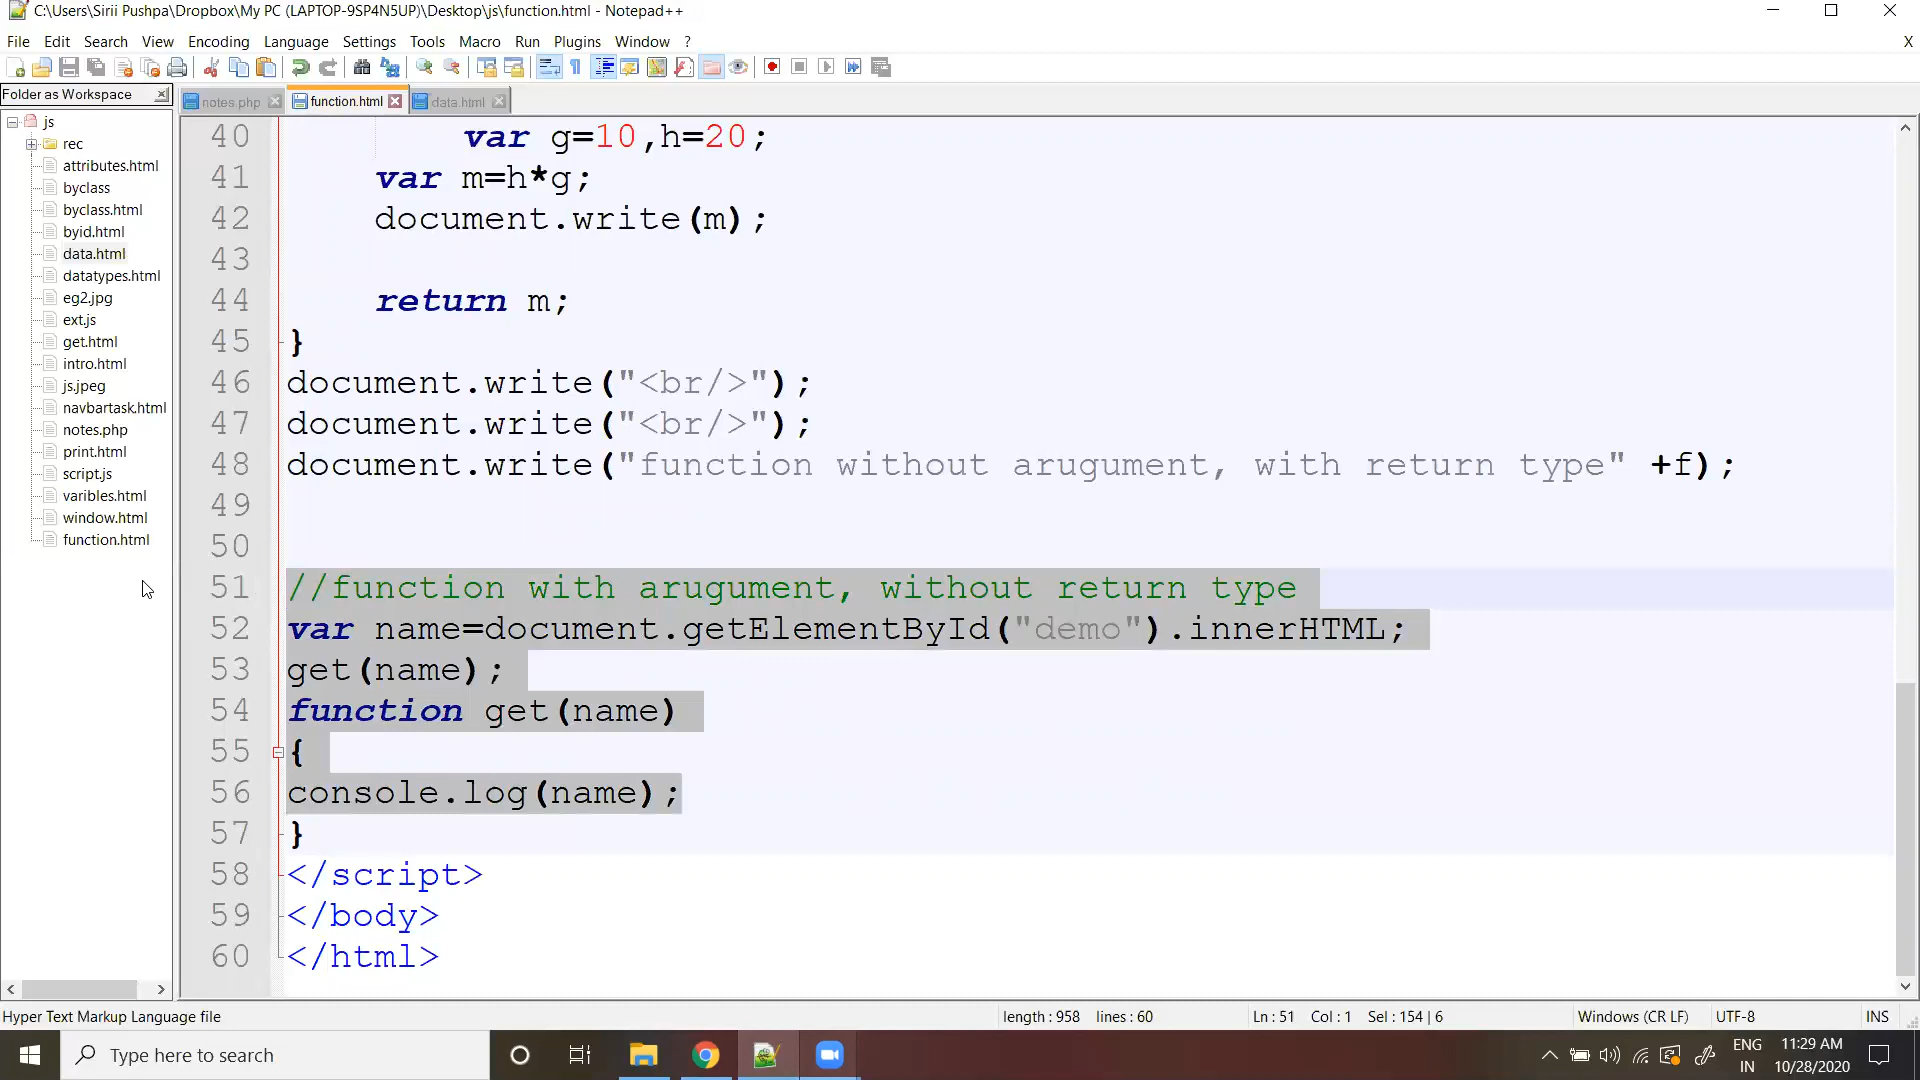 C:\Users\Sirii Pushpa\Dropbox\My PC (LAPTOP-9SP4N5UP)\Desktop\js\function.html - Notepad++
File Edit Search View Encoding Language Settings Tools Macro Run Plugins Window ? X
Folder as Workspace
notes.php function.html data.html
js
rec
attributes.html
byclass
byclass.html
byid.html
data.html
datatypes.html
eg2.jpg
ext.js
get.html
intro.html
js.jpeg
navbartask.html
notes.php
print.html
script.js
varibles.html
window.html
function.html
40 var g=10,h=20;
41 var m=h*g;
42 document.write(m);
43
44 return m;
45 }
46 document.write("<br/>");
47 document.write("<br/>");
48 document.write("function without arugument, with return type" +f);
49
50
51 //function with arugument, without return type
52 var name=document.getElementById("demo").innerHTML;
53 get(name);
54 function get(name)
55 {
56 console.log(name);
57 }
58 </script>
59 </body>
60 </html>
Hyper Text Markup Language file length : 958 lines : 60 Ln : 51 Col : 1 Sel : 154 | 6 Windows (CR LF) UTF-8 INS
Type here to search
ENG
IN
11:29 AM
10/28/2020